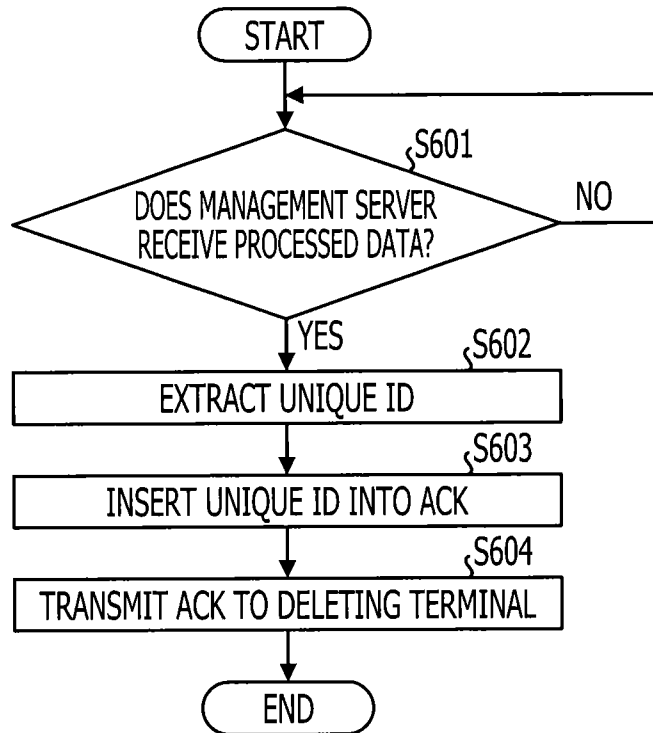 START
S601
DOES MANAGEMENT SERVER
RECEIVE PROCESSED DATA?
NO
YES
S602
EXTRACT UNIQUE ID
S603
INSERT UNIQUE ID INTO ACK
S604
TRANSMIT ACK TO DELETING TERMINAL
END